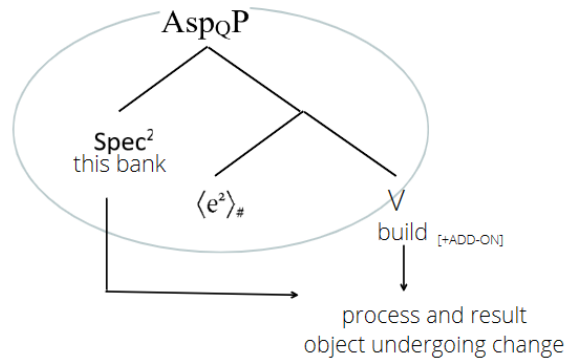 AspQP
Spec²
this bank
⟨e²⟩#
V
build [+ADD-ON]
process and result
object undergoing change